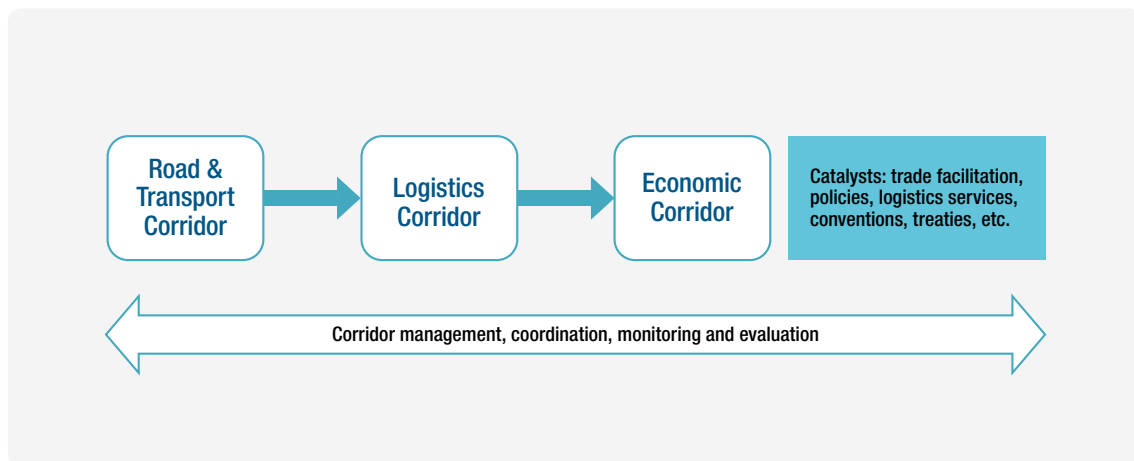 Road &
Transport
Corridor
Logistics
Corridor
Economic
Corridor
Catalysts: trade facilitation,
policies, logistics services,
conventions, treaties, etc.
Corridor management, coordination, monitoring and evaluation